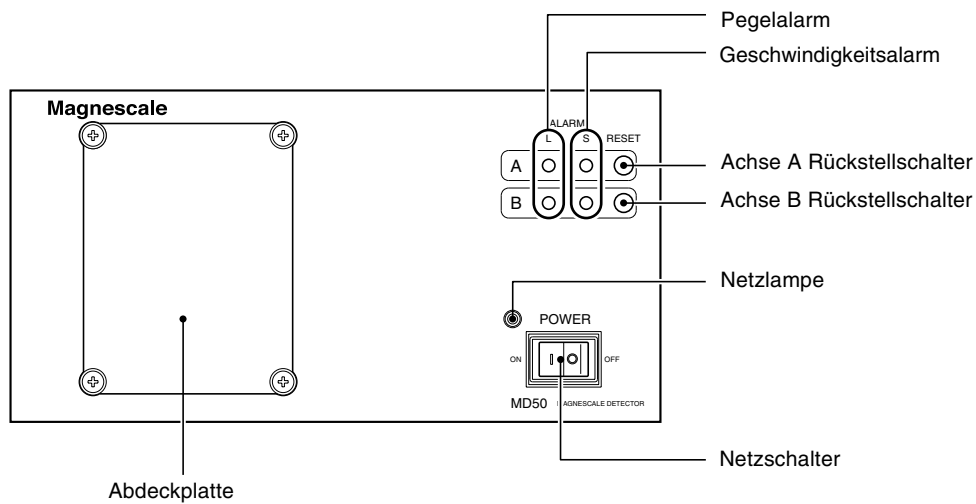 Pegelalarm
Geschwindigkeitsalarm
Magnescale
ALARM
L S RESET
A
Achse A Rückstellschalter
B
Achse B Rückstellschalter
Netzlampe
POWER
ON I O OFF
MD50 MAGNESCALE DETECTOR
Netzschalter
Abdeckplatte